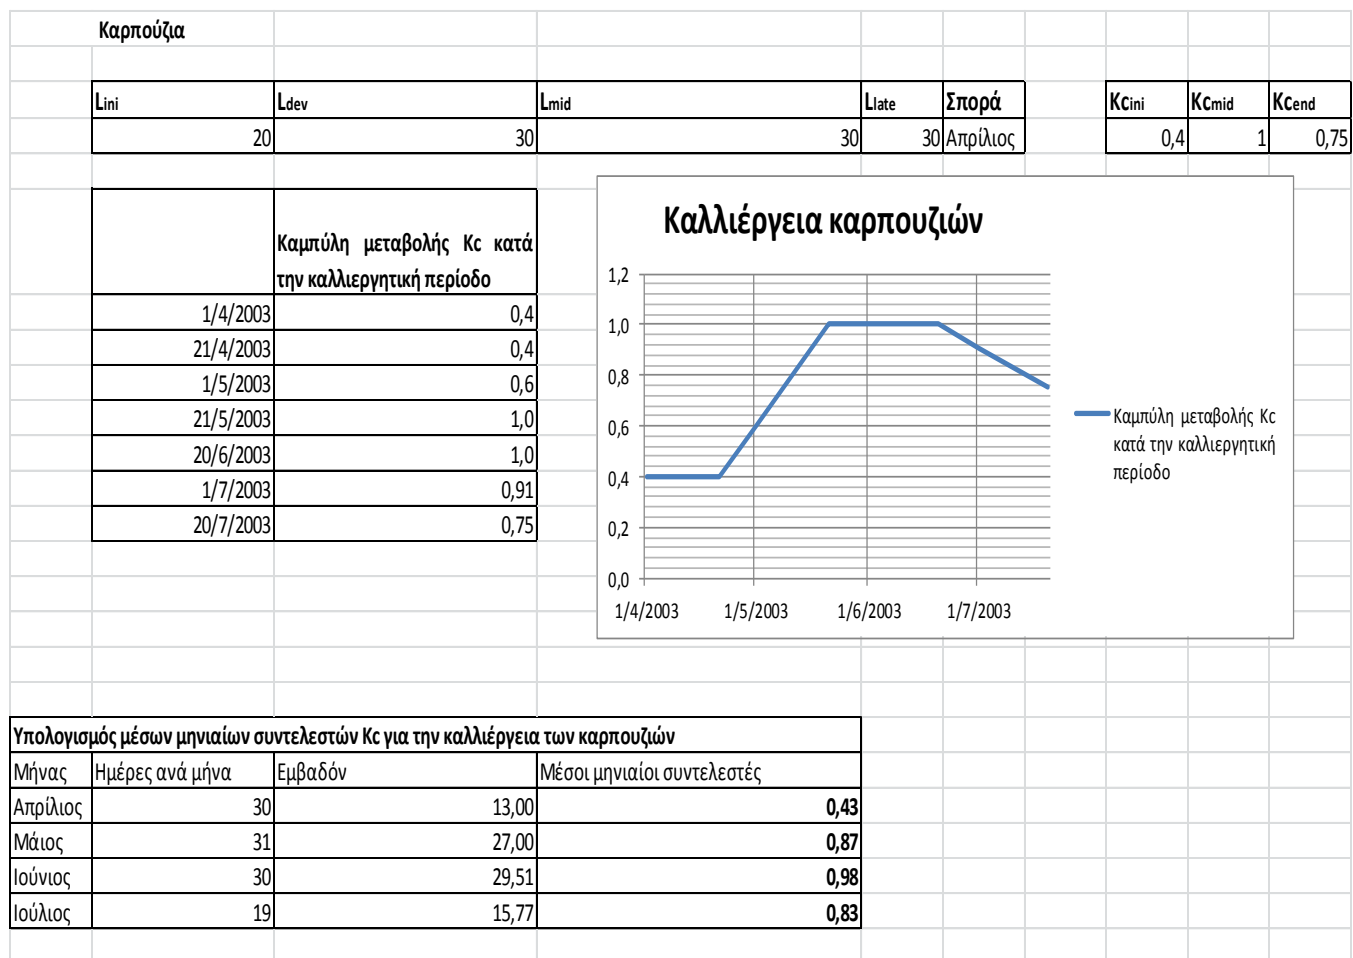 Καρπούζια
Lini Ldev Lmid Llate Σπορά Kcini Kcmid Kcend
20 30 30 30 Απρίλιος 0,4 1 0,75
Καμπύλη μεταβολής Kc κατά
την καλλιεργητική περίοδο
1/4/2003 0,4
21/4/2003 0,4
1/5/2003 0,6
21/5/2003 1,0
20/6/2003 1,0
1/7/2003 0,91
20/7/2003 0,75
Καλλιέργεια καρπουζιών
1,2
1,0
0,8
0,6
0,4
0,2
0,0
1/4/2003 1/5/2003 1/6/2003 1/7/2003
Καμπύλη μεταβολής Kc
κατά την καλλιεργητική
περίοδο
Υπολογισμός μέσων μηνιαίων συντελεστών Kc για την καλλιέργεια των καρπουζιών
Μήνας Ημέρες ανά μήνα Εμβαδόν Μέσοι μηνιαίοι συντελεστές
Απρίλιος 30 13,00 0,43
Μάιος 31 27,00 0,87
Ιούνιος 30 29,51 0,98
Ιούλιος 19 15,77 0,83